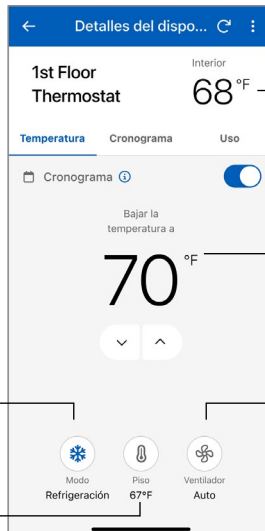 Detalles del dispo...
1st Floor
Thermostat
Interior
68°F
Temperatura
Cronograma
Uso
Cronograma
Bajar la
temperatura a
70°F
Modo
Refrigeración
Piso
67°F
Ventilador
Auto